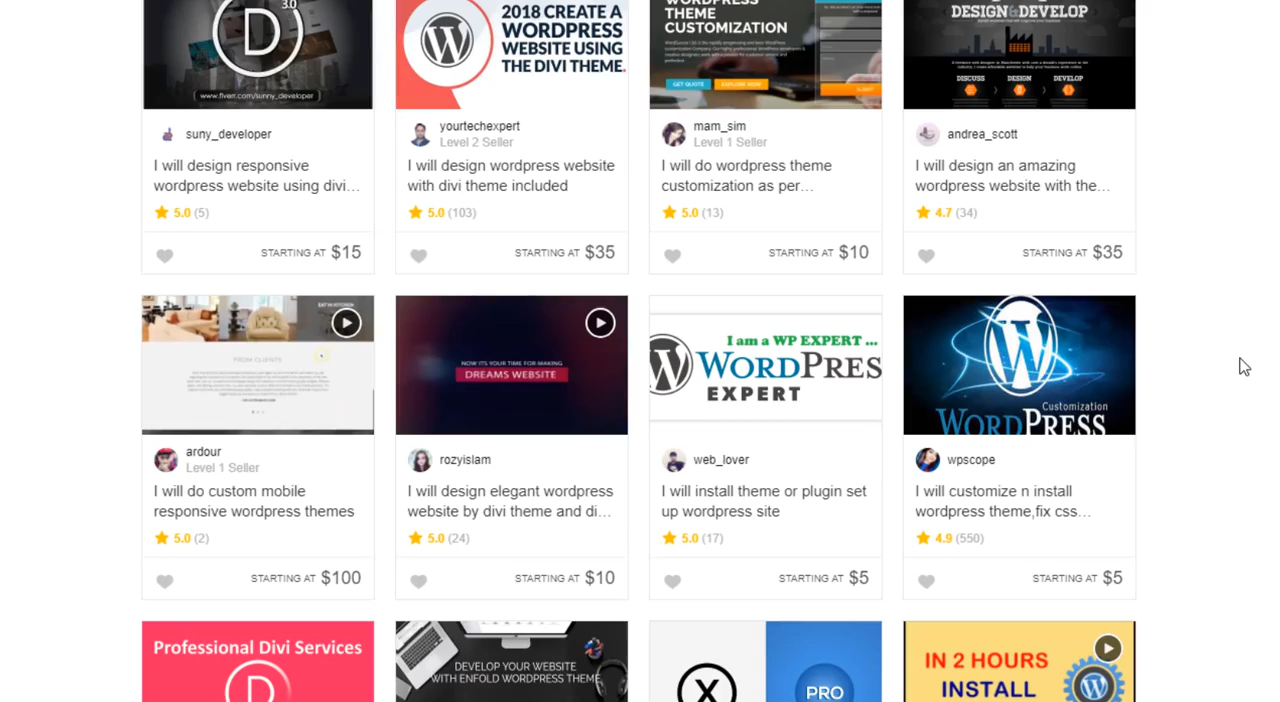 3.0
D
www.fiverr.com/sunny_developer
suny_developer
I will design responsive
wordpress website using divi...
5.0 (5)
STARTING AT $15
2018 CREATE A
WORDPRESS
WEBSITE USING
THE DIVI THEME.
yourtechexpert
Level 2 Seller
I will design wordpress website
with divi theme included
5.0 (103)
STARTING AT $35
WORDPRESS
THEME
CUSTOMIZATION
GET QUOTE
EXPLORE NOW
mam_sim
Level 1 Seller
I will do wordpress theme
customization as per...
5.0 (13)
STARTING AT $10
DESIGN & DEVELOP
DISCUSS DESIGN DEVELOP
andrea_scott
I will design an amazing
wordpress website with the...
4.7 (34)
STARTING AT $35
EAT IN KITCHEN
FROM CLIENTS
ardour
Level 1 Seller
I will do custom mobile
responsive wordpress themes
5.0 (2)
STARTING AT $100
NOW ITS YOUR TIME FOR MAKING
DREAMS WEBSITE
rozyislam
I will design elegant wordpress
website by divi theme and di...
5.0 (24)
STARTING AT $10
I am a WP EXPERT ...
WORDPRES
EXPERT
web_lover
I will install theme or plugin set
up wordpress site
5.0 (17)
STARTING AT $5
Customization
WORDPRESS
wpscope
I will customize n install
wordpress theme,fix css...
4.9 (550)
STARTING AT $5
Professional Divi Services
D
DEVELOP YOUR WEBSITE
WITH ENFOLD WORDPRESS THEME
X
PRO
IN 2 HOURS
INSTALL